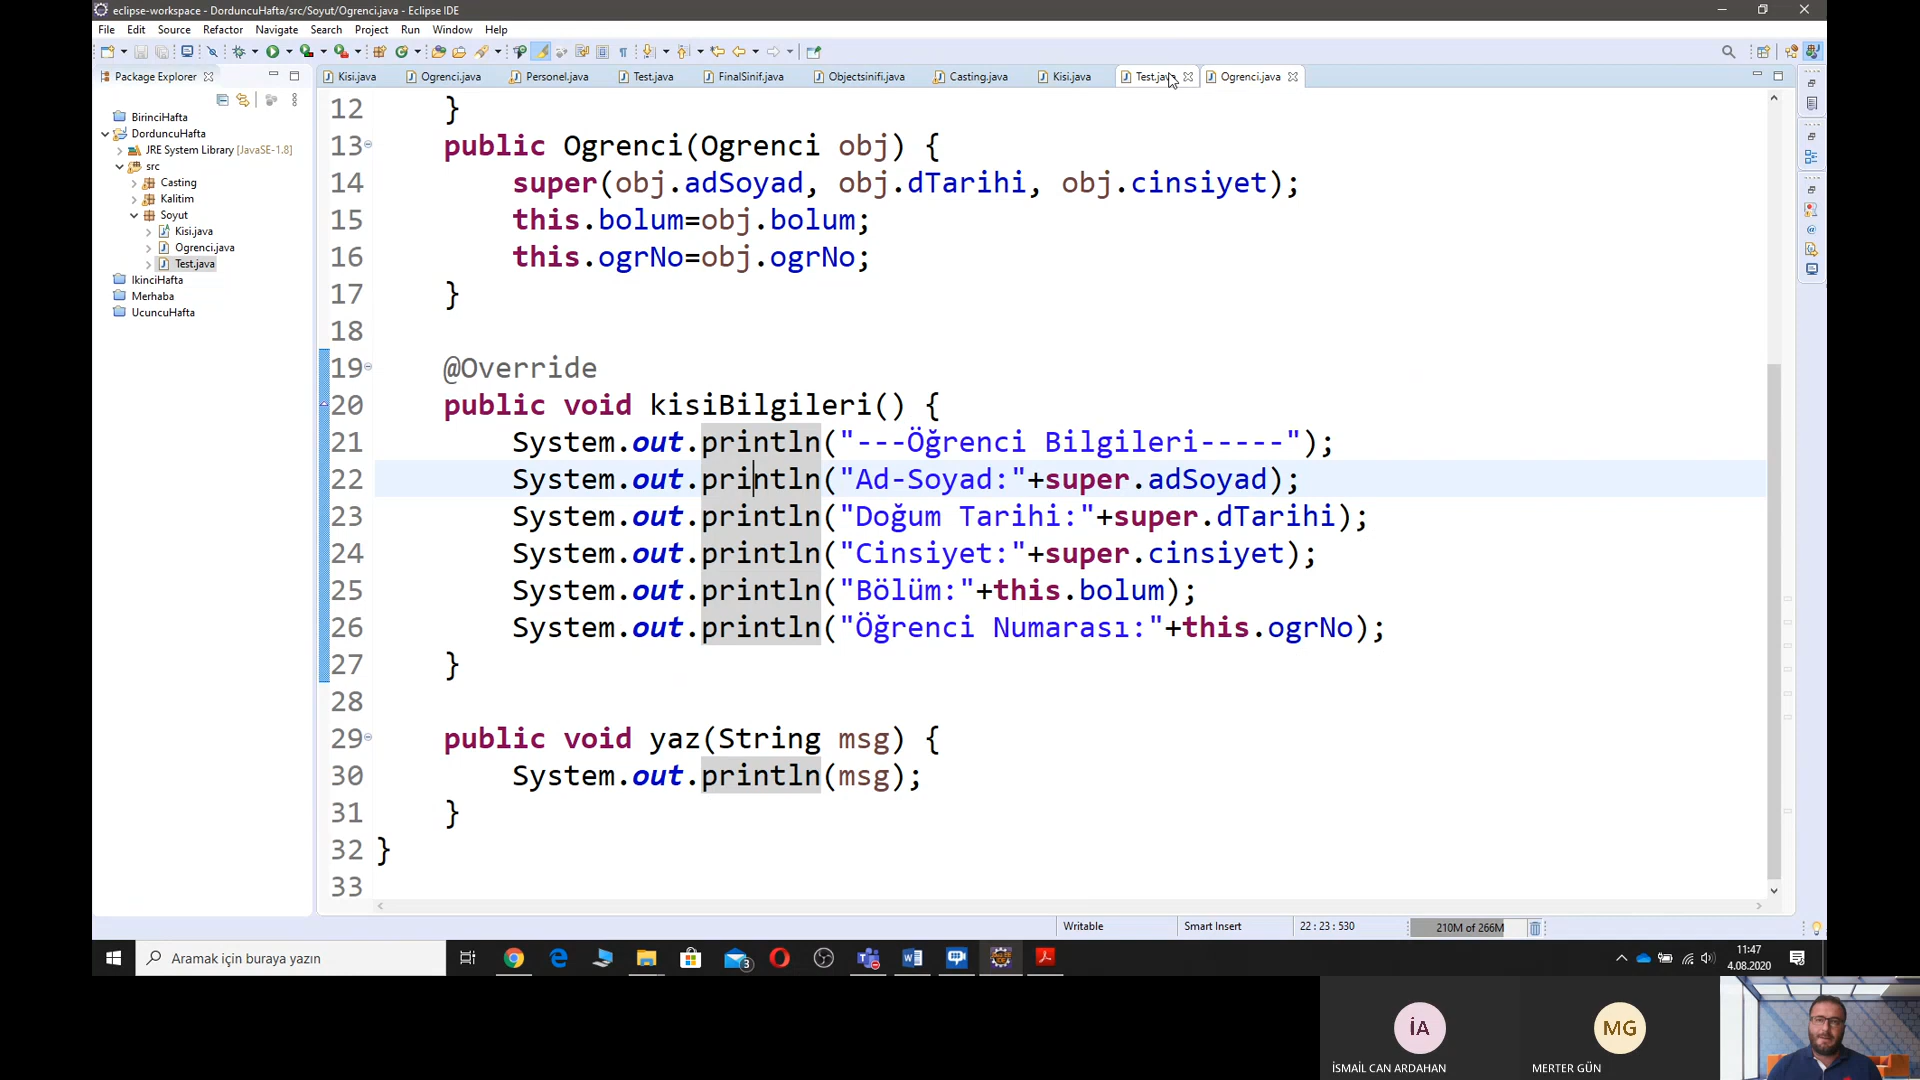 eclipse-workspace - DorduncuHafta/src/Soyut/Ogrenci.java - Eclipse IDE
File Edit Source Refactor Navigate Search Project Run Window Help
Package Explorer
Kisi.java Ogrenci.java Personel.java Test.java FinalSinif.java Objectsinifi.java Casting.java Kisi.java Test.java Ogrenci.java
BirinciHafta
DorduncuHafta
JRE System Library [JavaSE-1.8]
src
Casting
Kalitim
Soyut
Kisi.java
Ogrenci.java
Test.java
IkinciHafta
Merhaba
UcuncuHafta
12 }
13 public Ogrenci(Ogrenci obj) {
14 super(obj.adSoyad, obj.dTarihi, obj.cinsiyet);
15 this.bolum=obj.bolum;
16 this.ogrNo=obj.ogrNo;
17 }
18
19 @Override
20 public void kisiBilgileri() {
21 System.out.println("---Öğrenci Bilgileri-----");
22 System.out.println("Ad-Soyad:"+super.adSoyad);
23 System.out.println("Doğum Tarihi:"+super.dTarihi);
24 System.out.println("Cinsiyet:"+super.cinsiyet);
25 System.out.println("Bölüm:"+this.bolum);
26 System.out.println("Öğrenci Numarası:"+this.ogrNo);
27 }
28
29 public void yaz(String msg) {
30 System.out.println(msg);
31 }
32 }
33
Writable Smart Insert 22 : 23 : 530 210M of 266M
Aramak için buraya yazın
3
11:47
4.08.2020
İA
MG
İSMAİL CAN ARDAHAN
MERTER GÜN